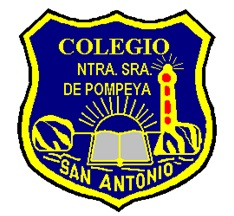 COLEGIO
NTRA. SRA.
DE POMPEYA
SAN ANTONIO